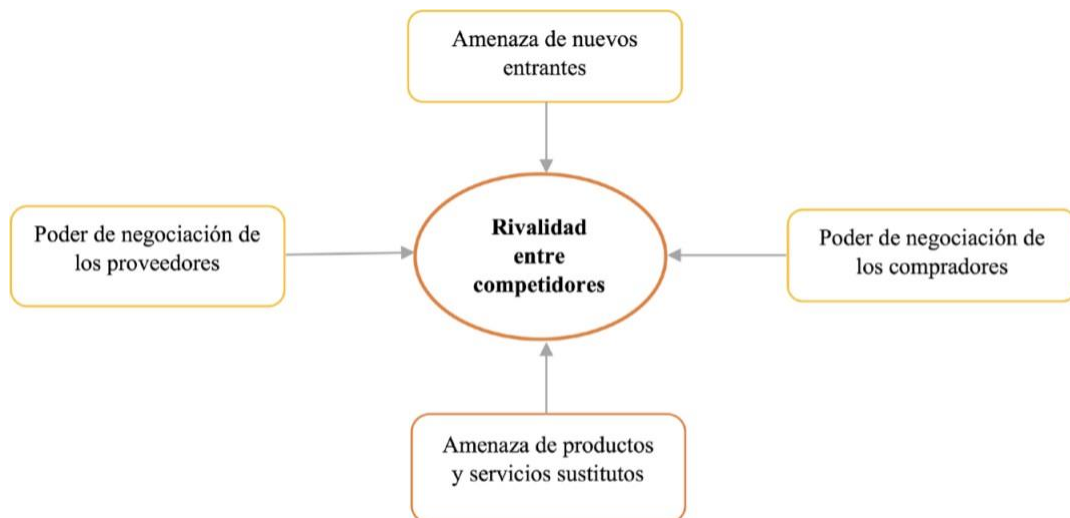 Amenaza de nuevos
entrantes
Poder de negociación de
los proveedores
Rivalidad
entre
competidores
Poder de negociación de
los compradores
Amenaza de productos
y servicios sustitutos